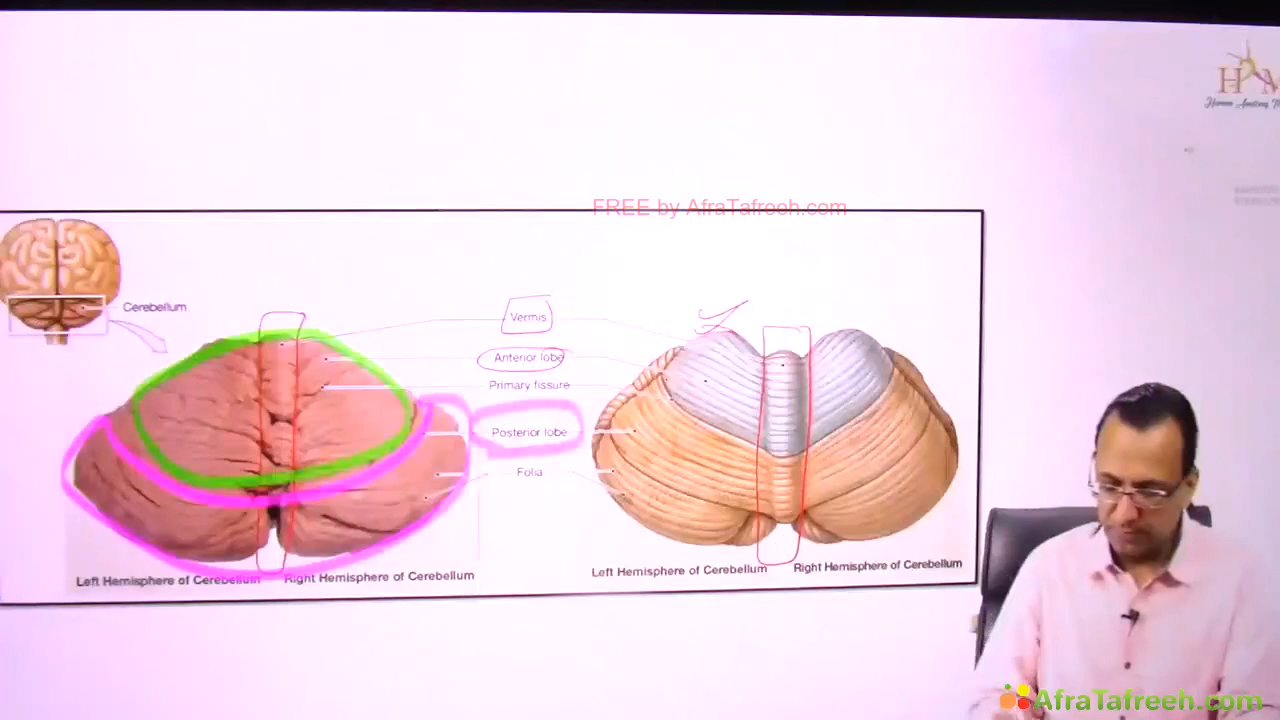 H M
FREE by AfraTafreeh.com
Cerebellum
Vermis
Anterior lobe
Primary fissure
Posterior lobe
Folia
Left Hemisphere of Cerebellum
Right Hemisphere of Cerebellum
Left Hemisphere of Cerebellum
Right Hemisphere of Cerebellum
AfraTafreeh.com